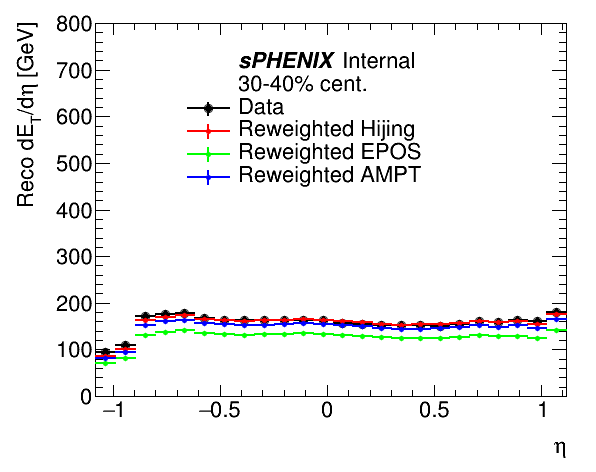 800
700
600
500
400
300
200
100
0
Reco dE_T/dη [GeV]
sPHENIX Internal
30-40% cent.
Data
Reweighted Hijing
Reweighted EPOS
Reweighted AMPT
−1 −0.5 0 0.5 1
η